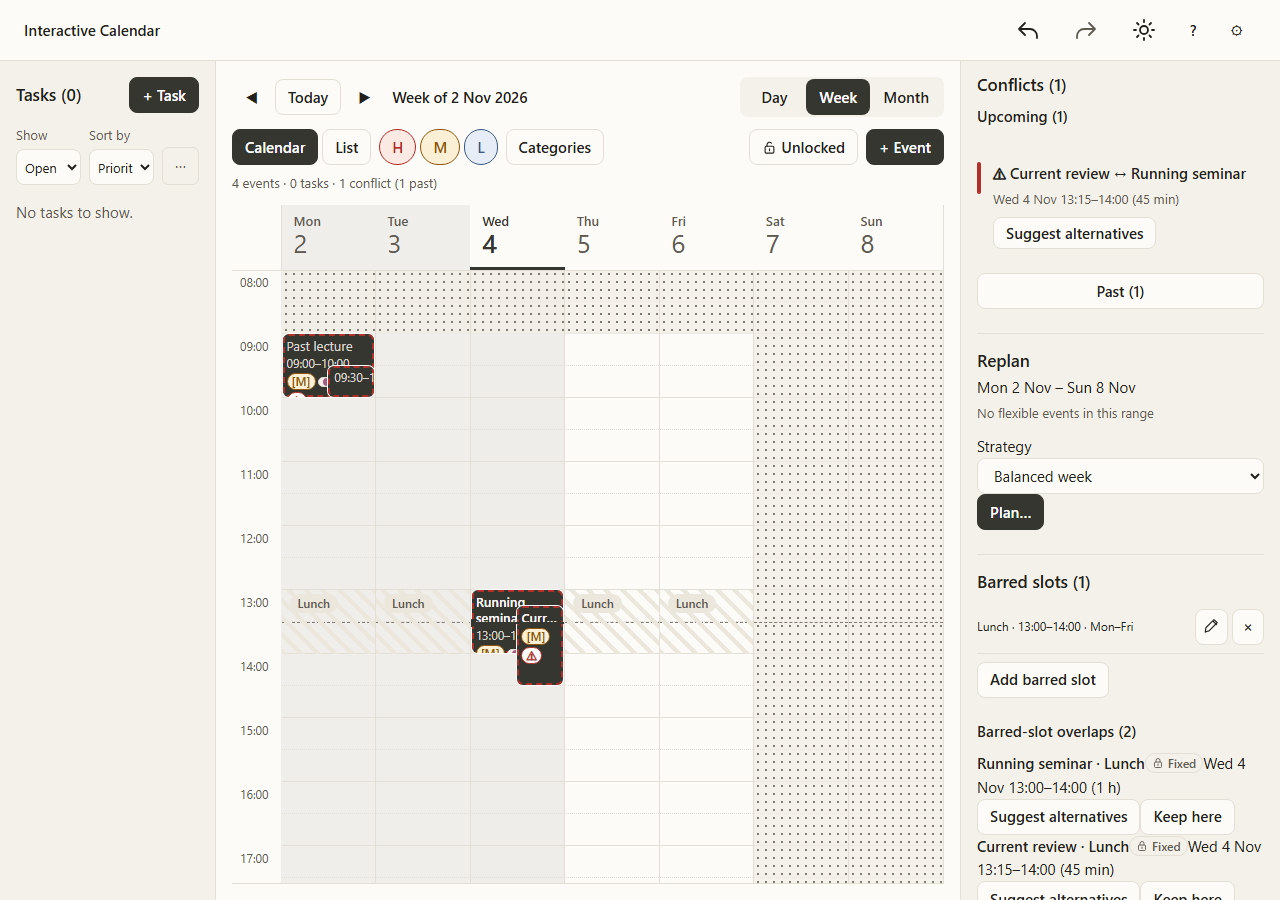 Interactive Calendar
?
Tasks (0)
+ Task
Show
Sort by
Open
Priorit
...
No tasks to show.
Today
Week of 2 Nov 2026
Day
Week
Month
Calendar
List
H
M
L
Categories
Unlocked
+ Event
4 events · 0 tasks · 1 conflict (1 past)
Mon
2
Tue
3
Wed
4
Thu
5
Fri
6
Sat
7
Sun
8
08:00
09:00
Past lecture
09:00–10:00
[M]
09:30–1
10:00
11:00
12:00
13:00
Lunch
Lunch
Running
semina
13:00–1
[M]
Curr...
[M]
Lunch
Lunch
14:00
15:00
16:00
17:00
Conflicts (1)
Upcoming (1)
⚠ Current review ↔ Running seminar
Wed 4 Nov 13:15–14:00 (45 min)
Suggest alternatives
Past (1)
Replan
Mon 2 Nov – Sun 8 Nov
No flexible events in this range
Strategy
Balanced week
Plan...
Barred slots (1)
Lunch · 13:00–14:00 · Mon–Fri
×
Add barred slot
Barred-slot overlaps (2)
Running seminar · Lunch Fixed Wed 4
Nov 13:00–14:00 (1 h)
Suggest alternatives
Keep here
Current review · Lunch Fixed Wed 4 Nov
13:15–14:00 (45 min)
Suggest alternatives
Keep here